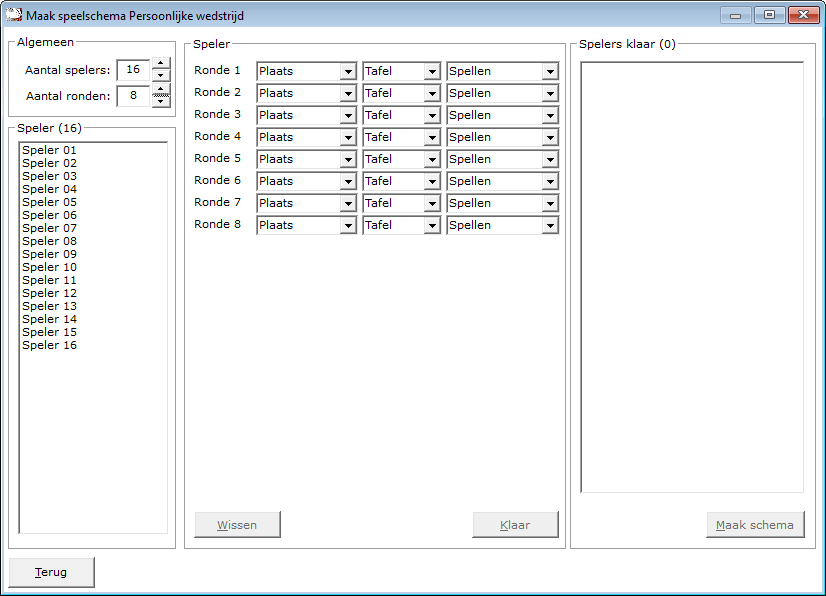 Maak speelschema Persoonlijke wedstrijd
Algemeen
Aantal spelers: 16
Aantal ronden: 8
Speler (16)
Speler 01
Speler 02
Speler 03
Speler 04
Speler 05
Speler 06
Speler 07
Speler 08
Speler 09
Speler 10
Speler 11
Speler 12
Speler 13
Speler 14
Speler 15
Speler 16
Speler
Ronde 1 Plaats Tafel Spellen
Ronde 2 Plaats Tafel Spellen
Ronde 3 Plaats Tafel Spellen
Ronde 4 Plaats Tafel Spellen
Ronde 5 Plaats Tafel Spellen
Ronde 6 Plaats Tafel Spellen
Ronde 7 Plaats Tafel Spellen
Ronde 8 Plaats Tafel Spellen
Wissen Klaar
Spelers klaar (0)
Maak schema
Terug